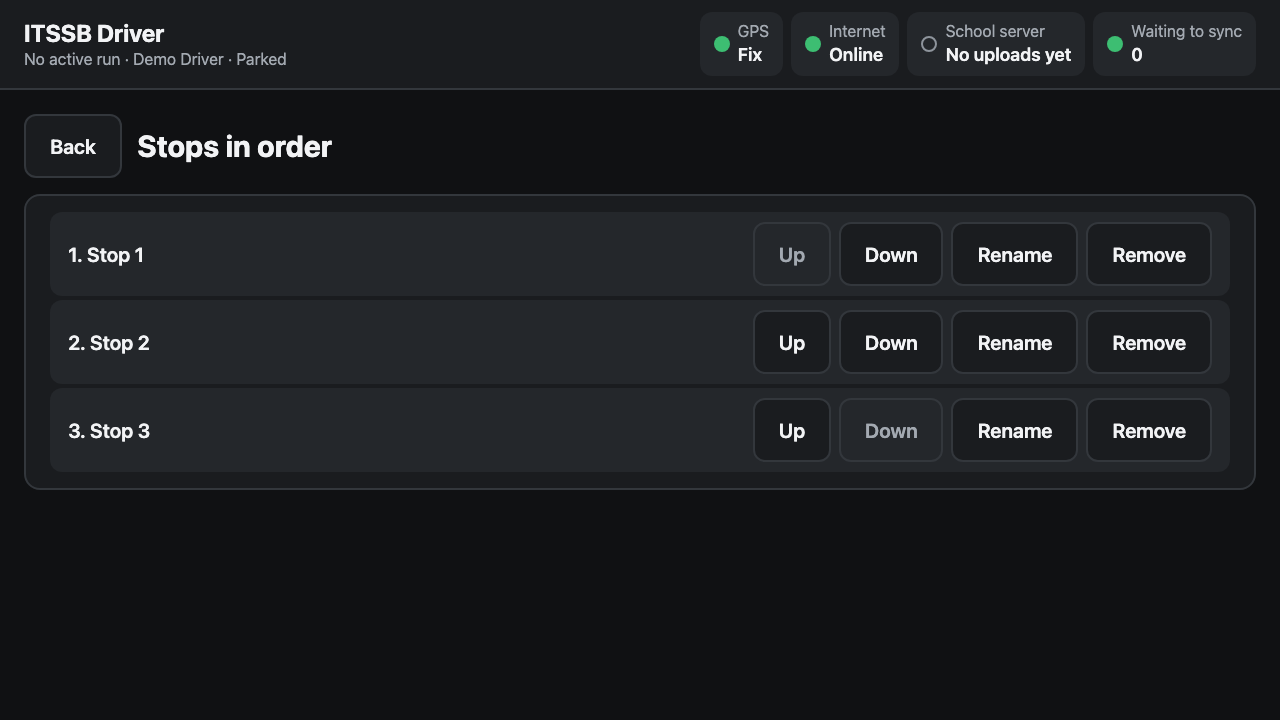 ITSSB Driver
No active run · Demo Driver · Parked
GPS
Fix
Internet
Online
School server
No uploads yet
Waiting to sync
0
Back
Stops in order
1. Stop 1
Up
Down
Rename
Remove
2. Stop 2
Up
Down
Rename
Remove
3. Stop 3
Up
Down
Rename
Remove